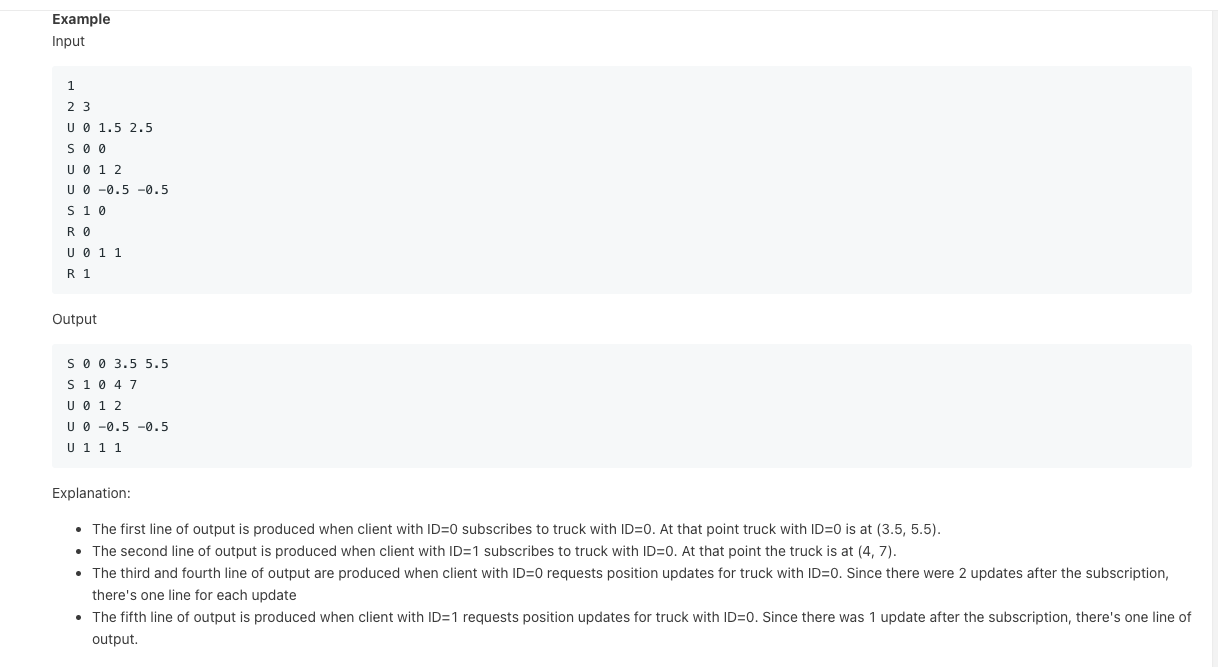 Example
Input
1
2 3
U 0 1.5 2.5
S 0 0
U 0 1 2
U 0 -0.5 -0.5
S 1 0
R 0
U 0 1 1
R 1
Output
S 0 0 3.5 5.5
S 1 0 4 7
U 0 1 2
U 0 -0.5 -0.5
U 1 1 1
Explanation:
• The first line of output is produced when client with ID=0 subscribes to truck with ID=0. At that point truck with ID=0 is at (3.5, 5.5).
• The second line of output is produced when client with ID=1 subscribes to truck with ID=0. At that point the truck is at (4, 7).
• The third and fourth line of output are produced when client with ID=0 requests position updates for truck with ID=0. Since there were 2 updates after the subscription,
there's one line for each update
• The fifth line of output is produced when client with ID=1 requests position updates for truck with ID=0. Since there was 1 update after the subscription, there's one line of
output.